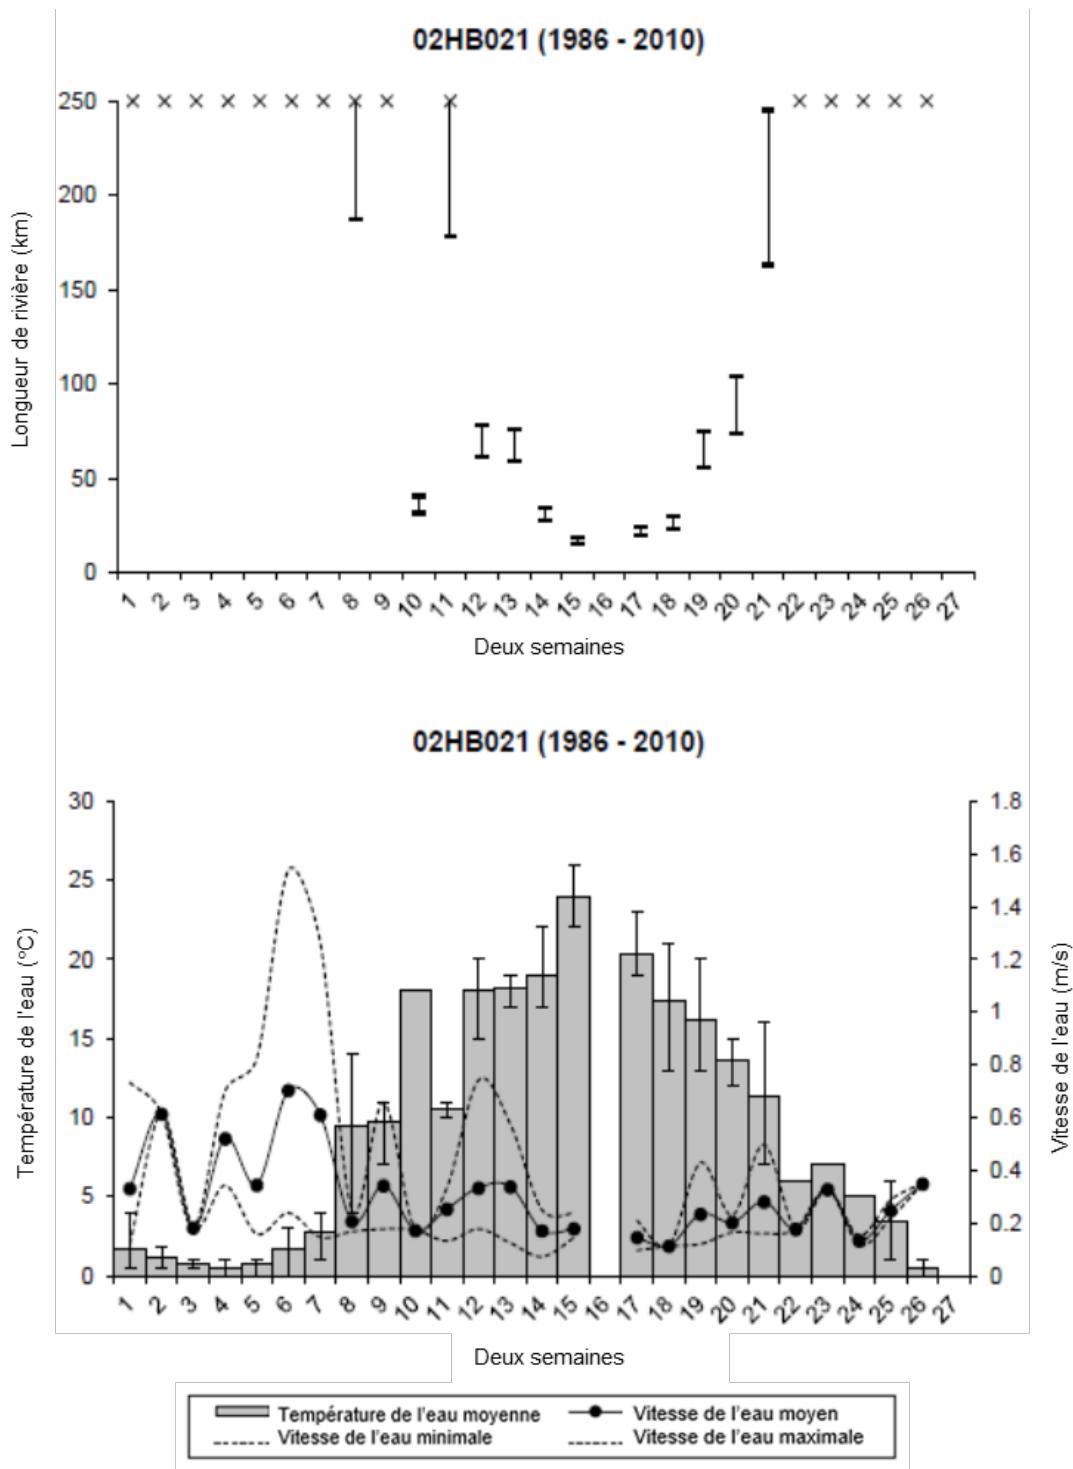 02HB021 (1986 - 2010)
Longueur de rivière (km)
250
200
150
100
50
0
1 2 3 4 5 6 7 8 9 10 11 12 13 14 15 16 17 18 19 20 21 22 23 24 25 26 27
Deux semaines
02HB021 (1986 - 2010)
Température de l'eau (°C)
30
25
20
15
10
5
0
1.8
1.6
1.4
1.2
1
0.8
0.6
0.4
0.2
0
Vitesse de l'eau (m/s)
1 2 3 4 5 6 7 8 9 10 11 12 13 14 15 16 17 18 19 20 21 22 23 24 25 26 27
Deux semaines
Température de l'eau moyenne
Vitesse de l'eau moyen
Vitesse de l'eau minimale
Vitesse de l'eau maximale